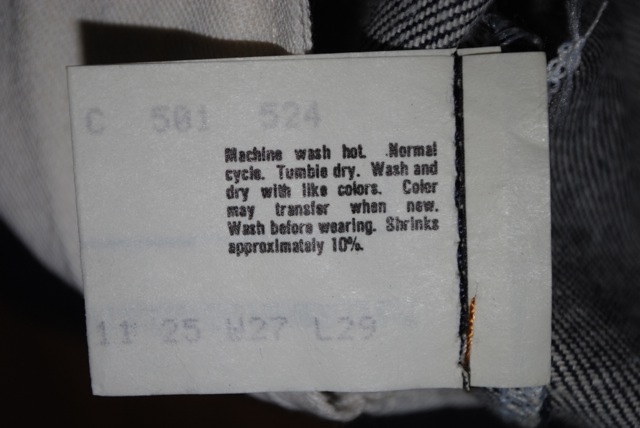 C 501 524
Machine wash hot. Normal
cycle. Tumble dry. Wash and
dry with like colors. Color
may transfer when new.
Wash before wearing. Shrinks
approximately 10%.
11 25 W27 L29